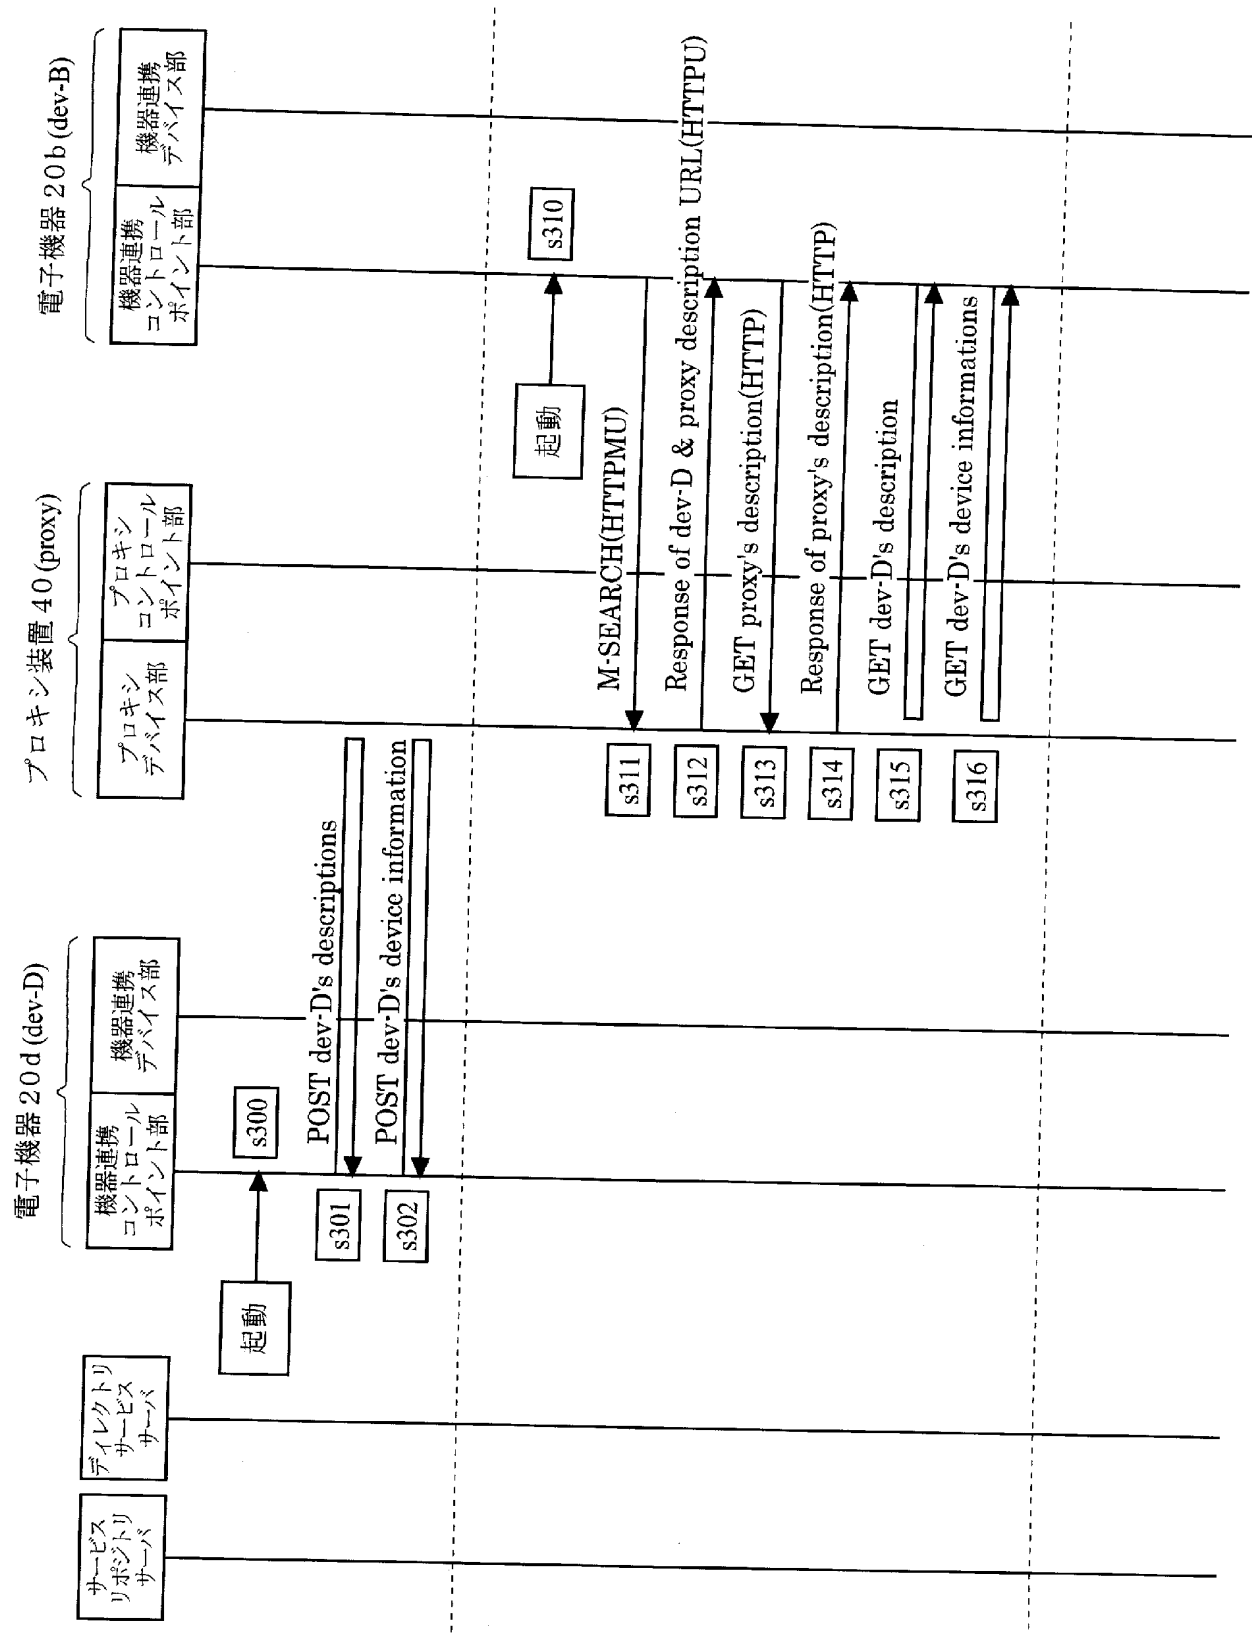 サービス
リポジトリ
サーバ
ディレクトリ
サービス
サーバ
電子機器20d(dev-D)
機器連携
コントロール
ポイント部
機器連携
デバイス部
プロキシ装置40(proxy)
プロキシ
デバイス部
プロキシ
コントロール
ポイント部
電子機器20b(dev-B)
機器連携
コントロール
ポイント部
機器連携
デバイス部
起動
s300
s301
POST dev-D's descriptions
s302
POST dev-D's device information
起動
s310
s311
M-SEARCH(HTTPMU)
s312
Response of dev-D & proxy description URL(HTTPU)
s313
GET proxy's description(HTTP)
s314
Response of proxy's description(HTTP)
s315
GET dev-D's description
s316
GET dev-D's device informations